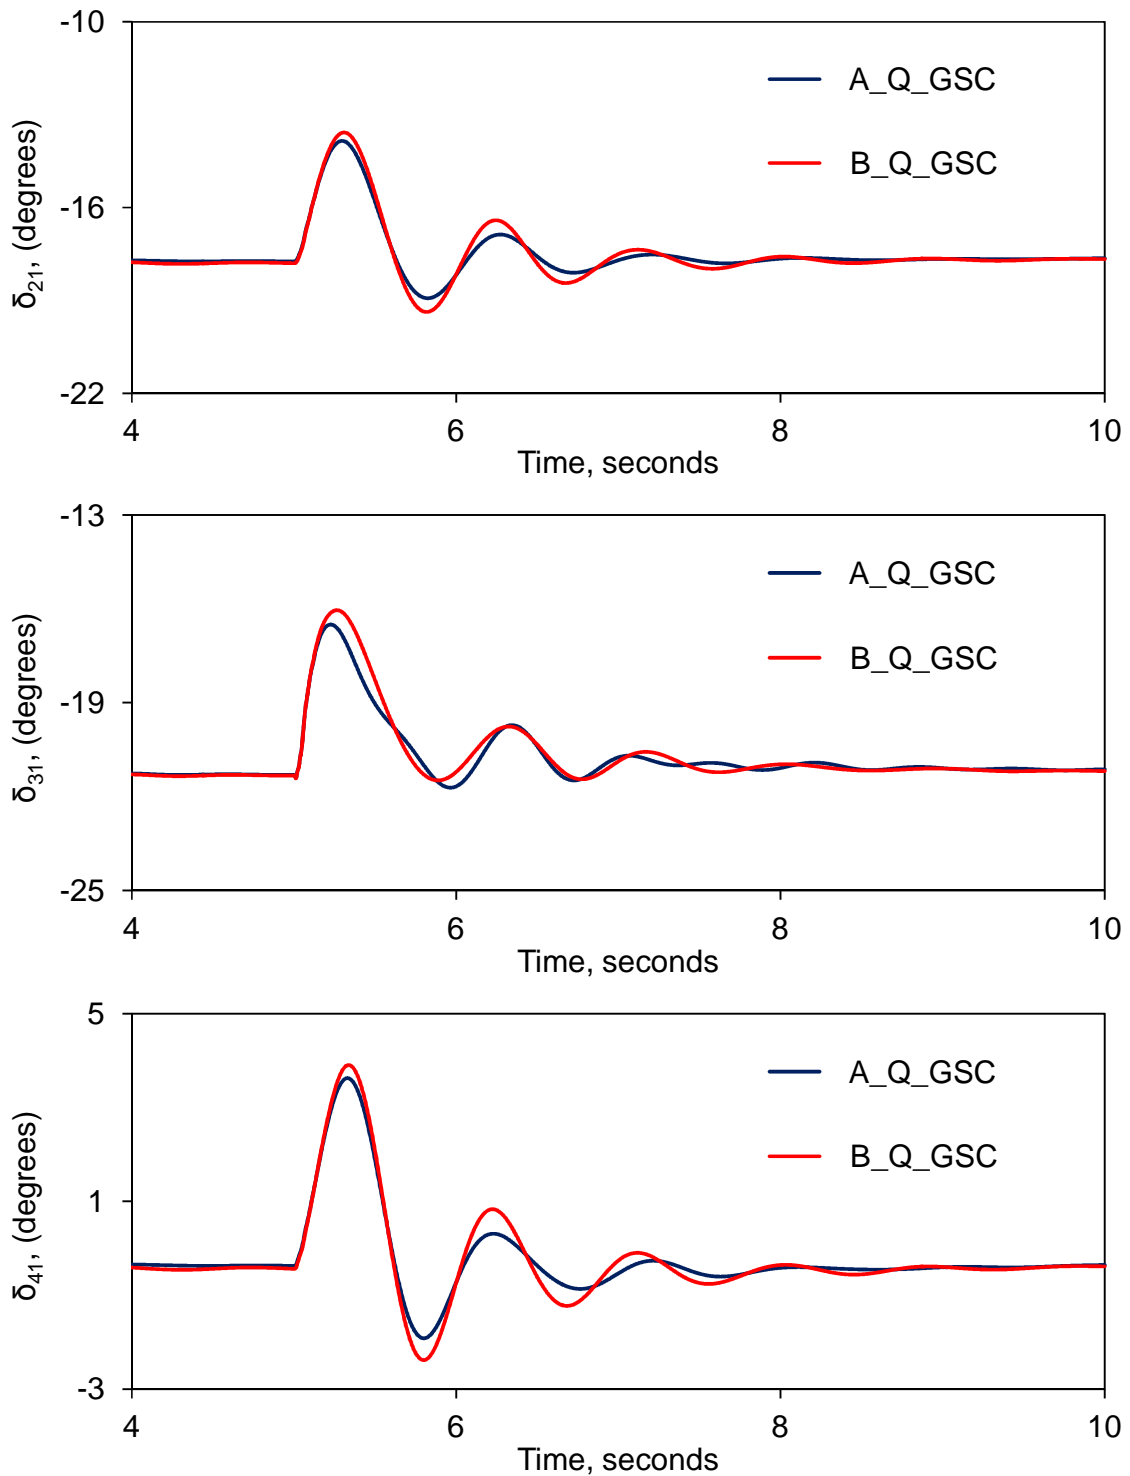 -10
A_Q_GSC
B_Q_GSC
-16
δ21, (degrees)
-22
4 6 8 10
Time, seconds
-13
A_Q_GSC
B_Q_GSC
-19
δ31, (degrees)
-25
4 6 8 10
Time, seconds
5
A_Q_GSC
B_Q_GSC
1
δ41, (degrees)
-3
4 6 8 10
Time, seconds